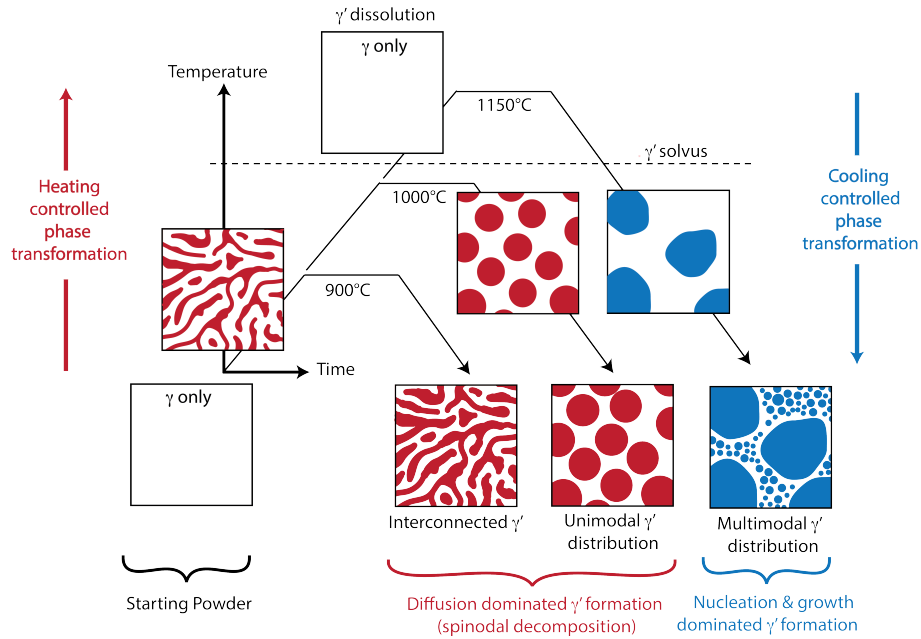 γ′ dissolution
γ only
Temperature
1150°C
γ′ solvus
Heating
controlled
phase
transformation
Cooling
controlled
phase
transformation
1000°C
900°C
Time
γ only
Interconnected γ′
Unimodal γ′
distribution
Multimodal γ′
distribution
Starting Powder
Diffusion dominated γ′ formation
(spinodal decomposition)
Nucleation & growth
dominated γ′ formation